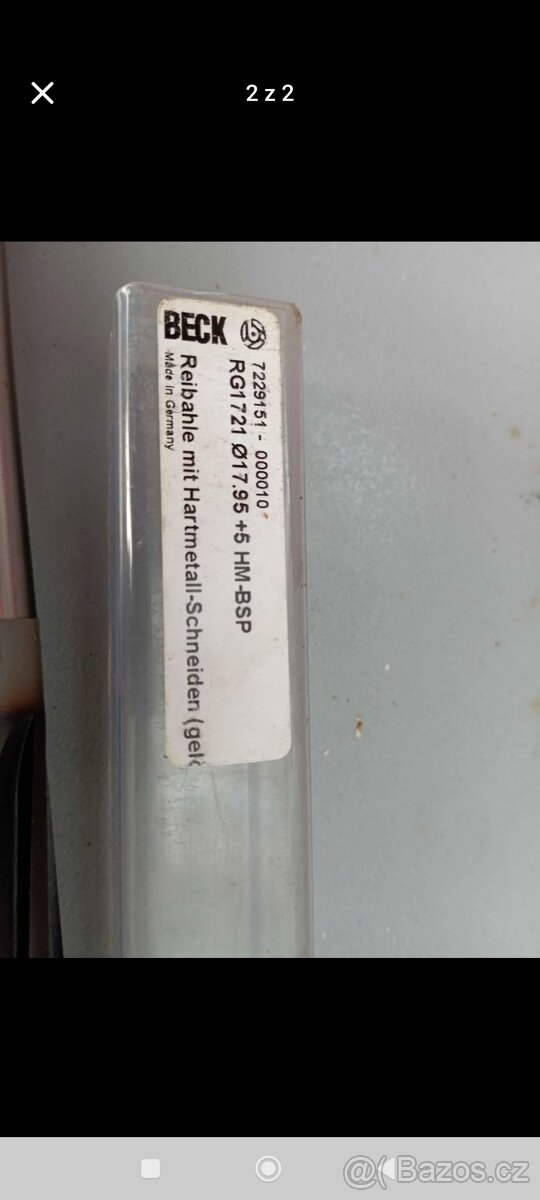 2 z 2
BECK
7229151 - 000010
RG1721 Ø17.95 +5 HM-BSP
Reibahle mit Hartmetall-Schneiden
Made in Germany
@(Bazos.cz